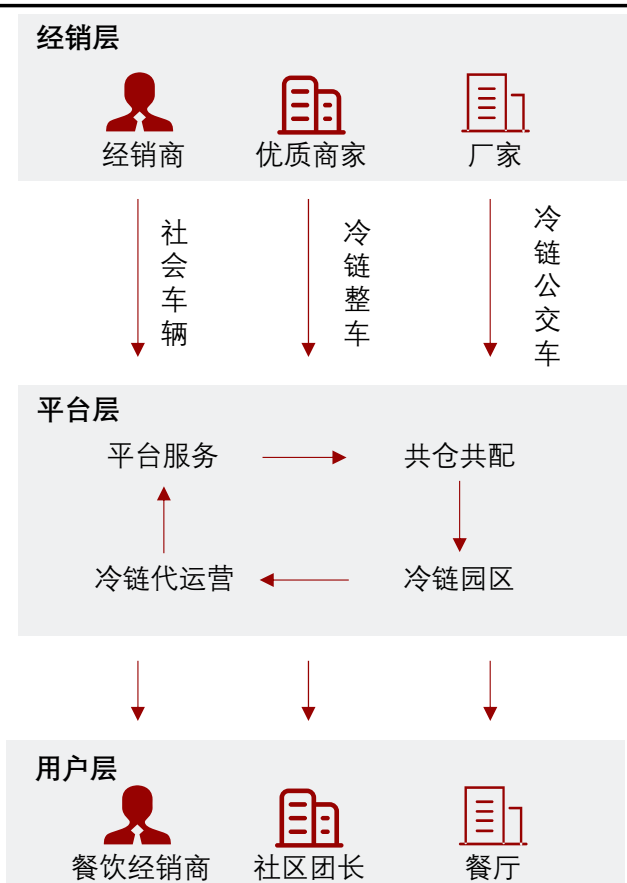 经销层
经销商
优质商家
厂家
社会车辆
冷链整车
冷链公交车
平台层
平台服务
共仓共配
冷链代运营
冷链园区
用户层
餐饮经销商
社区团长
餐厅